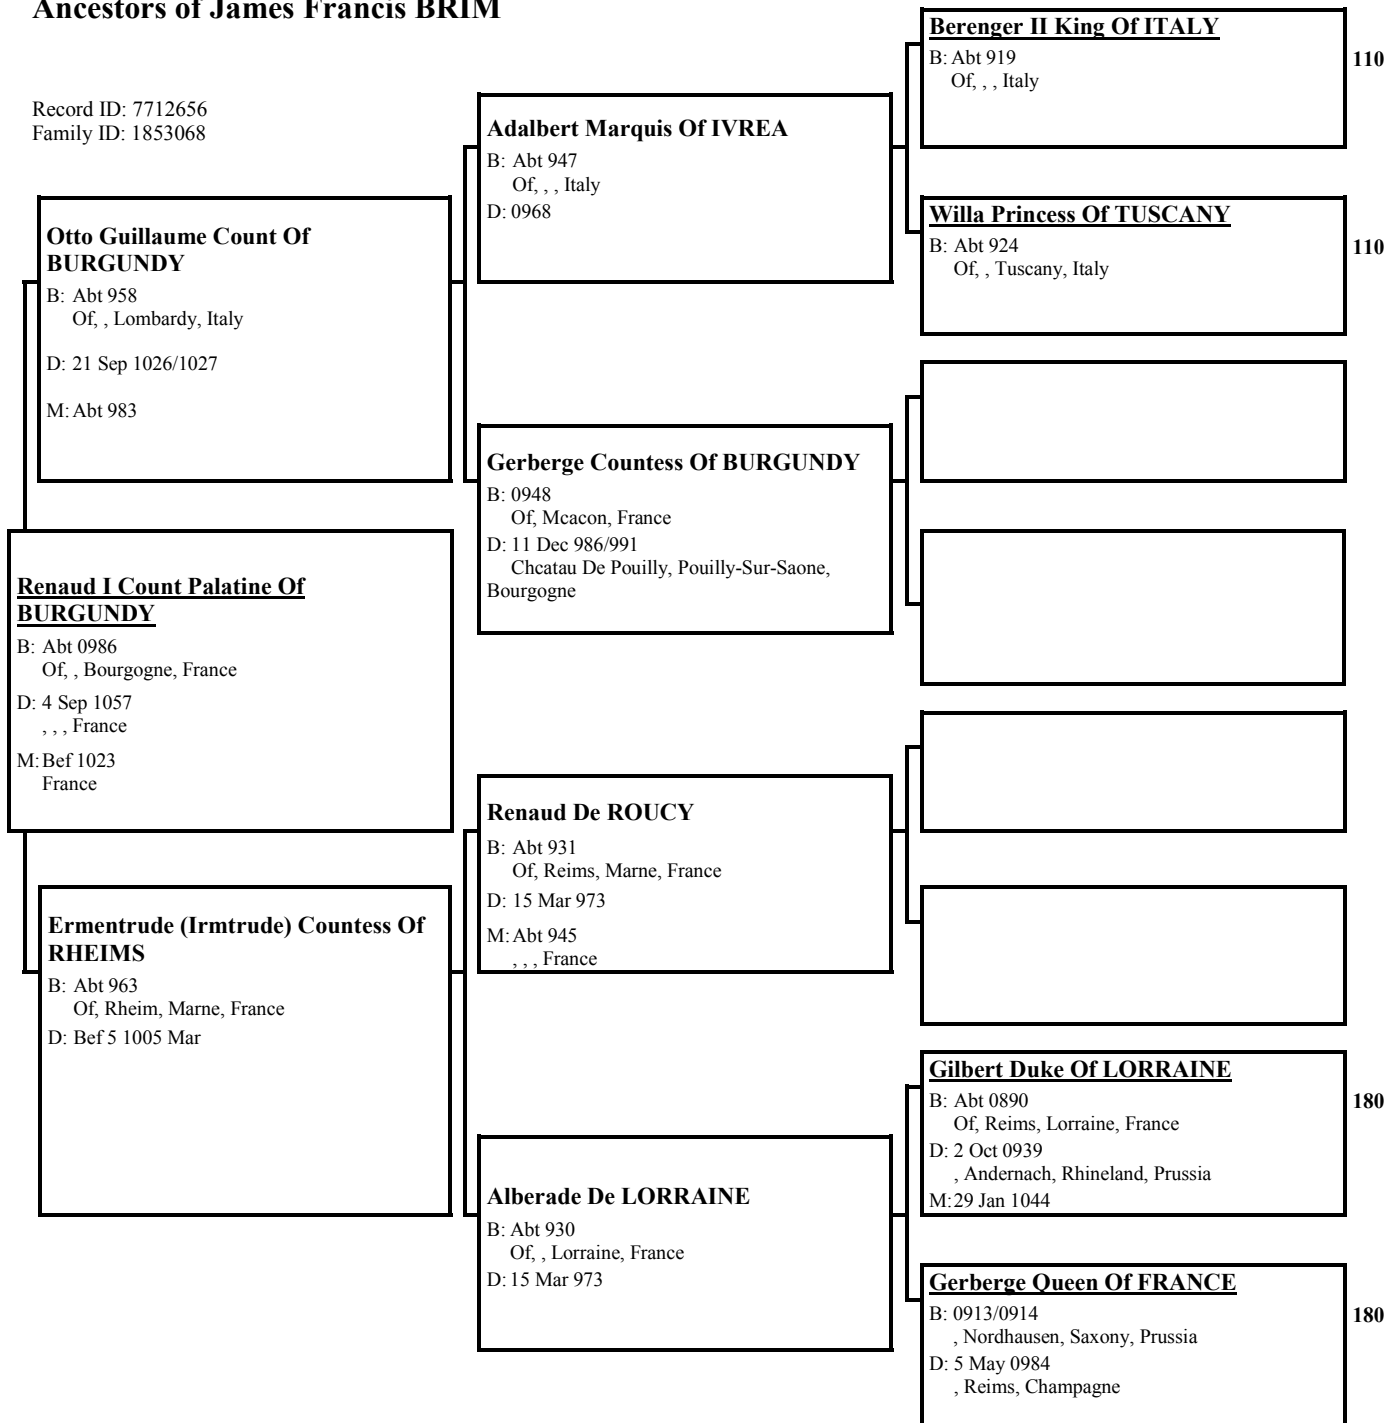 Ancestors of James Francis BRIM
Record ID: 7712656
Family ID: 1853068
Renaud I Count Palatine Of
BURGUNDY
B: Abt 0986
Of, , Bourgogne, France
D: 4 Sep 1057
, , , France
M: Bef 1023
France
Otto Guillaume Count Of
BURGUNDY
B: Abt 958
Of, , Lombardy, Italy
D: 21 Sep 1026/1027
M: Abt 983
Ermentrude (Irmtrude) Countess Of
RHEIMS
B: Abt 963
Of, Rheim, Marne, France
D: Bef 5 1005 Mar
Adalbert Marquis Of IVREA
B: Abt 947
Of, , , Italy
D: 0968
Gerberge Countess Of BURGUNDY
B: 0948
Of, Mcacon, France
D: 11 Dec 986/991
Chcatau De Pouilly, Pouilly-Sur-Saone,
Bourgogne
Renaud De ROUCY
B: Abt 931
Of, Reims, Marne, France
D: 15 Mar 973
M: Abt 945
, , , France
Alberade De LORRAINE
B: Abt 930
Of, , Lorraine, France
D: 15 Mar 973
Berenger II King Of ITALY
B: Abt 919
Of, , , Italy
110
Willa Princess Of TUSCANY
B: Abt 924
Of, , Tuscany, Italy
110
Gilbert Duke Of LORRAINE
B: Abt 0890
Of, Reims, Lorraine, France
D: 2 Oct 0939
, Andernach, Rhineland, Prussia
M: 29 Jan 1044
180
Gerberge Queen Of FRANCE
B: 0913/0914
, Nordhausen, Saxony, Prussia
D: 5 May 0984
, Reims, Champagne
180